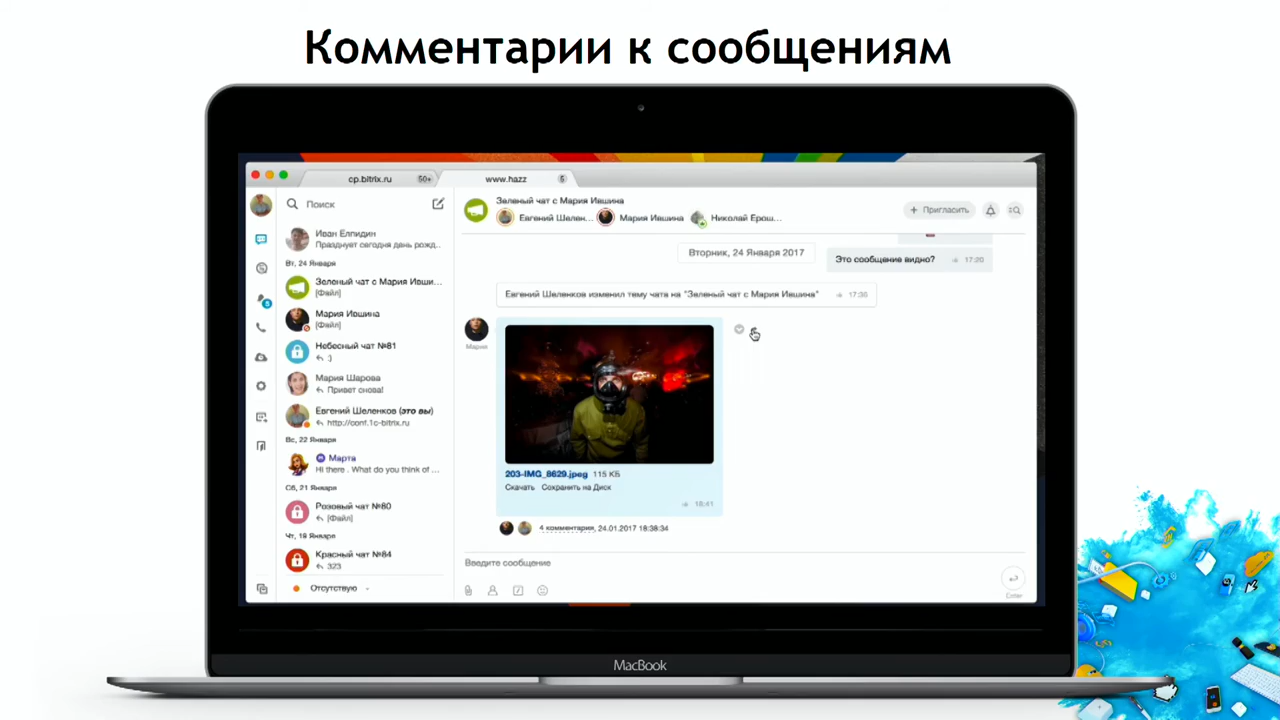 Комментарии к сообщениям
cp.bitrix.ru
50+
www.hazz
5
Поиск
Иван Елпидин
Празднует сегодня день рожд...
Вт, 24 Января
Зеленый чат с Мария Ивши...
[Файл]
Мария Ившина
[Файл]
Небесный чат №81
:)
Мария Шарова
Привет снова!
Евгений Шеленков (это вы)
http://conf.1c-bitrix.ru
Вс, 22 Января
Марта
Hi there . What do you think of ...
Сб, 21 Января
Розовый чат №80
[Файл]
Чт, 19 Января
Красный чат №84
323
Отсутствую
Зеленый чат с Мария Ившина
Евгений Шелен...
Мария Ившина
Николай Ерош...
+ Пригласить
Вторник, 24 Января 2017
Это сообщение видно?
17:20
Евгений Шеленков изменил тему чата на "Зеленый чат с Мария Ившина"
17:36
Мария
203-IMG_8629.jpeg 115 КБ
Скачать Сохранить на Диск
18:41
4 комментария, 24.01.2017 18:38:34
Введите сообщение
Enter
MacBook